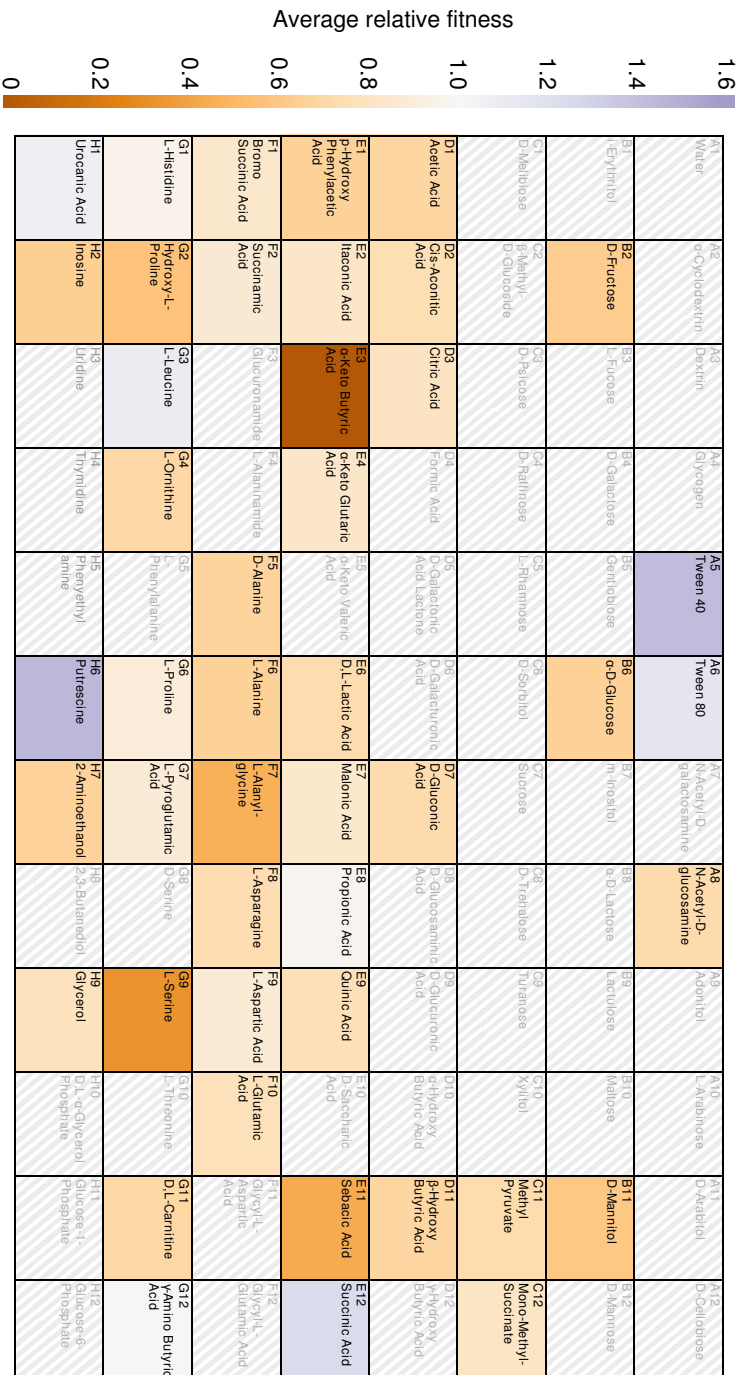 Average relative fitness
0
0.2
0.4
0.6
0.8
1.0
1.2
1.4
1.6
A1
Water
A2
α-Cyclodextrin
A3
Dextrin
A4
Glycogen
A5
Tween 40
A6
Tween 80
A7
N-Acetyl-D-
galactosamine
A8
N-Acetyl-D-
glucosamine
A9
Adonitol
A10
L-Arabinose
A11
D-Arabitol
A12
D-Cellobiose
B1
i-Erythritol
B2
D-Fructose
B3
L-Fucose
B4
D-Galactose
B5
Gentiobiose
B6
α-D-Glucose
B7
m-Inositol
B8
α-D-Lactose
B9
Lactulose
B10
Maltose
B11
D-Mannitol
B12
D-Mannose
C1
D-Melibiose
C2
β-Methyl-
D-Glucoside
C3
D-Psicose
C4
D-Raffinose
C5
L-Rhamnose
C6
D-Sorbitol
C7
Sucrose
C8
D-Trehalose
C9
Turanose
C10
Xylitol
C11
Methyl
Pyruvate
C12
Mono-Methyl-
Succinate
D1
Acetic Acid
D2
Cis-Aconitic
Acid
D3
Citric Acid
D4
Formic Acid
D5
D-Galactonic
Acid Lactone
D6
D-Galacturonic
Acid
D7
D-Gluconic
Acid
D8
D-Glucosaminic
Acid
D9
D-Glucuronic
Acid
D10
α-Hydroxy
Butyric Acid
D11
β-Hydroxy
Butyric Acid
D12
γ-Hydroxy
Butyric Acid
E1
p-Hydroxy
Phenylacetic
Acid
E2
Itaconic Acid
E3
α-Keto Butyric
Acid
E4
α-Keto Glutaric
Acid
E5
α-Keto Valeric
Acid
E6
D,L-Lactic Acid
E7
Malonic Acid
E8
Propionic Acid
E9
Quinic Acid
E10
D-Saccharic
Acid
E11
Sebacic Acid
E12
Succinic Acid
F1
Bromo
Succinic Acid
F2
Succinamic
Acid
F3
Glucuronamide
F4
L-Alaninamide
F5
D-Alanine
F6
L-Alanine
F7
L-Alanyl-
glycine
F8
L-Asparagine
F9
L-Aspartic Acid
F10
L-Glutamic
Acid
F11
Glycyl-L-
Aspartic
Acid
F12
Glycyl-L-
Glutamic Acid
G1
L-Histidine
G2
Hydroxy-L-
Proline
G3
L-Leucine
G4
L-Ornithine
G5
L-
Phenylalanine
G6
L-Proline
G7
L-Pyroglutamic
Acid
G8
D-Serine
G9
L-Serine
G10
L-Threonine
G11
D,L-Carnitine
G12
γ-Amino Butyric
Acid
H1
Urocanic Acid
H2
Inosine
H3
Uridine
H4
Thymidine
H5
Phenyethyl
amine
H6
Putrescine
H7
2-Aminoethanol
H8
2,3-Butanediol
H9
Glycerol
H10
D,L-α-Glycerol
Phosphate
H11
Glucose-1-
Phosphate
H12
Glucose-6-
Phosphate